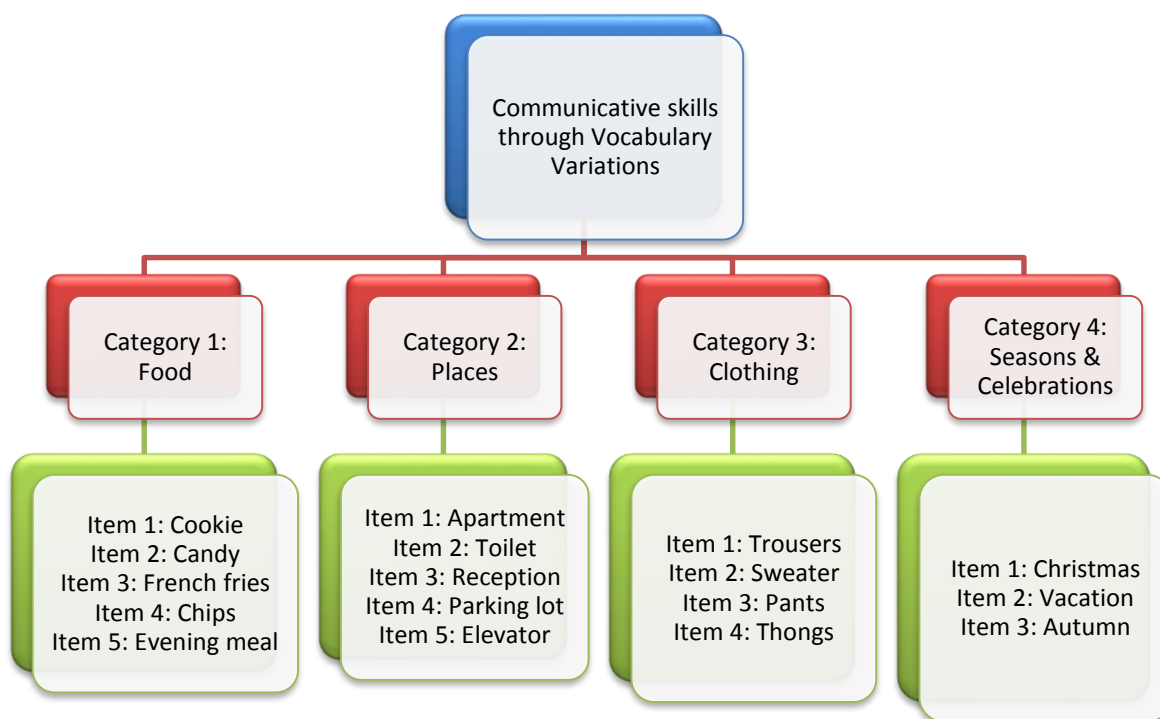 Communicative skills
through Vocabulary
Variations
Category 1:
Food
Category 2:
Places
Category 3:
Clothing
Category 4:
Seasons &
Celebrations
Item 1: Cookie
Item 2: Candy
Item 3: French fries
Item 4: Chips
Item 5: Evening meal
Item 1: Apartment
Item 2: Toilet
Item 3: Reception
Item 4: Parking lot
Item 5: Elevator
Item 1: Trousers
Item 2: Sweater
Item 3: Pants
Item 4: Thongs
Item 1: Christmas
Item 2: Vacation
Item 3: Autumn